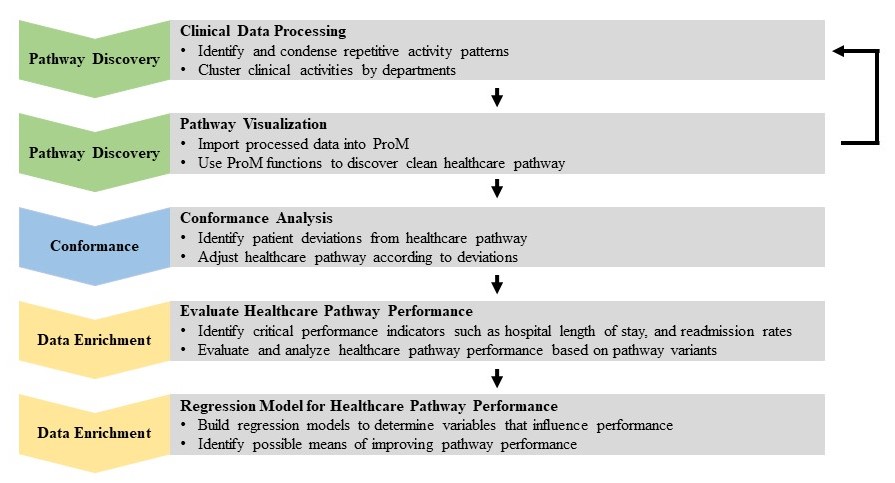 Pathway Discovery
Clinical Data Processing
• Identify and condense repetitive activity patterns
• Cluster clinical activities by departments
Pathway Discovery
Pathway Visualization
• Import processed data into ProM
• Use ProM functions to discover clean healthcare pathway
Conformance
Conformance Analysis
• Identify patient deviations from healthcare pathway
• Adjust healthcare pathway according to deviations
Data Enrichment
Evaluate Healthcare Pathway Performance
• Identify critical performance indicators such as hospital length of stay, and readmission rates
• Evaluate and analyze healthcare pathway performance based on pathway variants
Data Enrichment
Regression Model for Healthcare Pathway Performance
• Build regression models to determine variables that influence performance
• Identify possible means of improving pathway performance